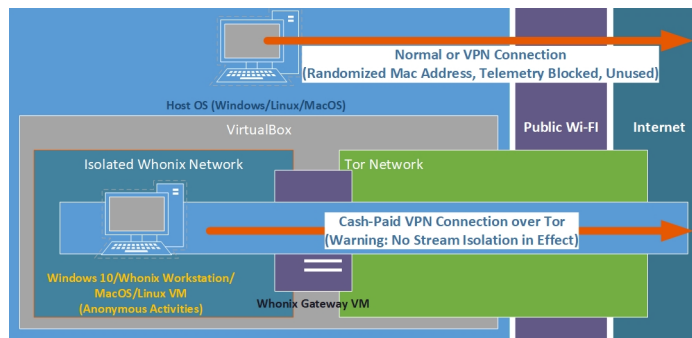 Normal or VPN Connection
(Randomized Mac Address, Telemetry Blocked, Unused)
Host OS (Windows/Linux/MacOS)
VirtualBox
Public Wi-FI
Internet
Isolated Whonix Network
Tor Network
Cash-Paid VPN Connection over Tor
(Warning: No Stream Isolation in Effect)
Windows 10/Whonix Workstation/
MacOS/Linux VM
(Anonymous Activities)
Whonix Gateway VM